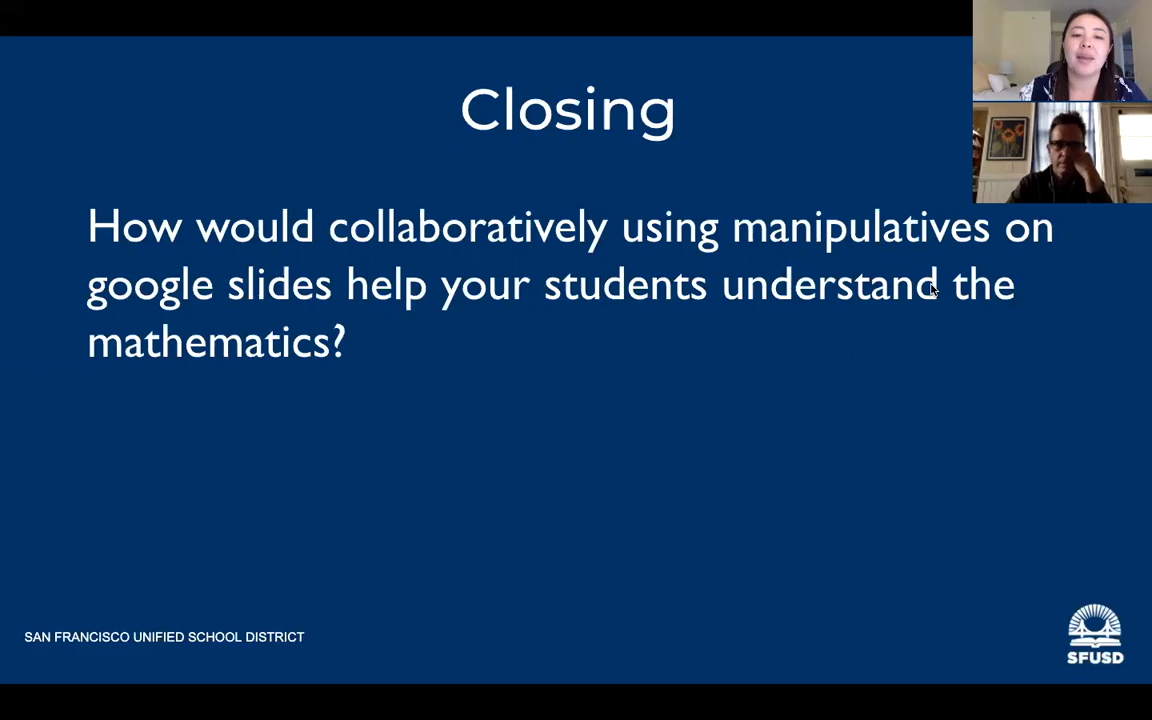 Closing
How would collaboratively using manipulatives on
google slides help your students understand the
mathematics?
SAN FRANCISCO UNIFIED SCHOOL DISTRICT
SFUSD